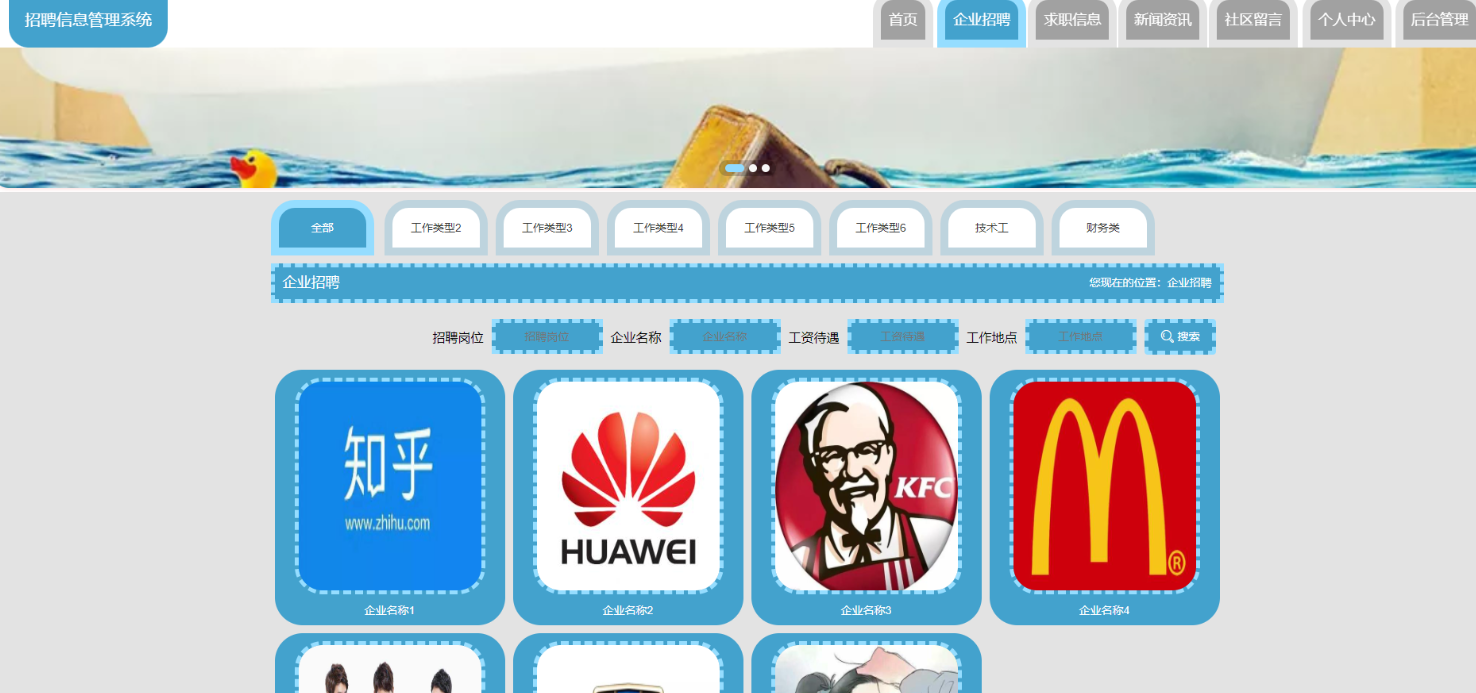 招聘信息管理系统
首页 企业招聘 求职信息 新闻资讯 社区留言 个人中心 后台管理
全部 工作类型2 工作类型3 工作类型4 工作类型5 工作类型6 技术工 财务类
企业招聘 您现在的位置：企业招聘
招聘岗位 招聘岗位 企业名称 企业名称 工资待遇 工资待遇 工作地点 工作地点 搜索
知乎
www.zhihu.com
HUAWEI
KFC
®
企业名称1 企业名称2 企业名称3 企业名称4